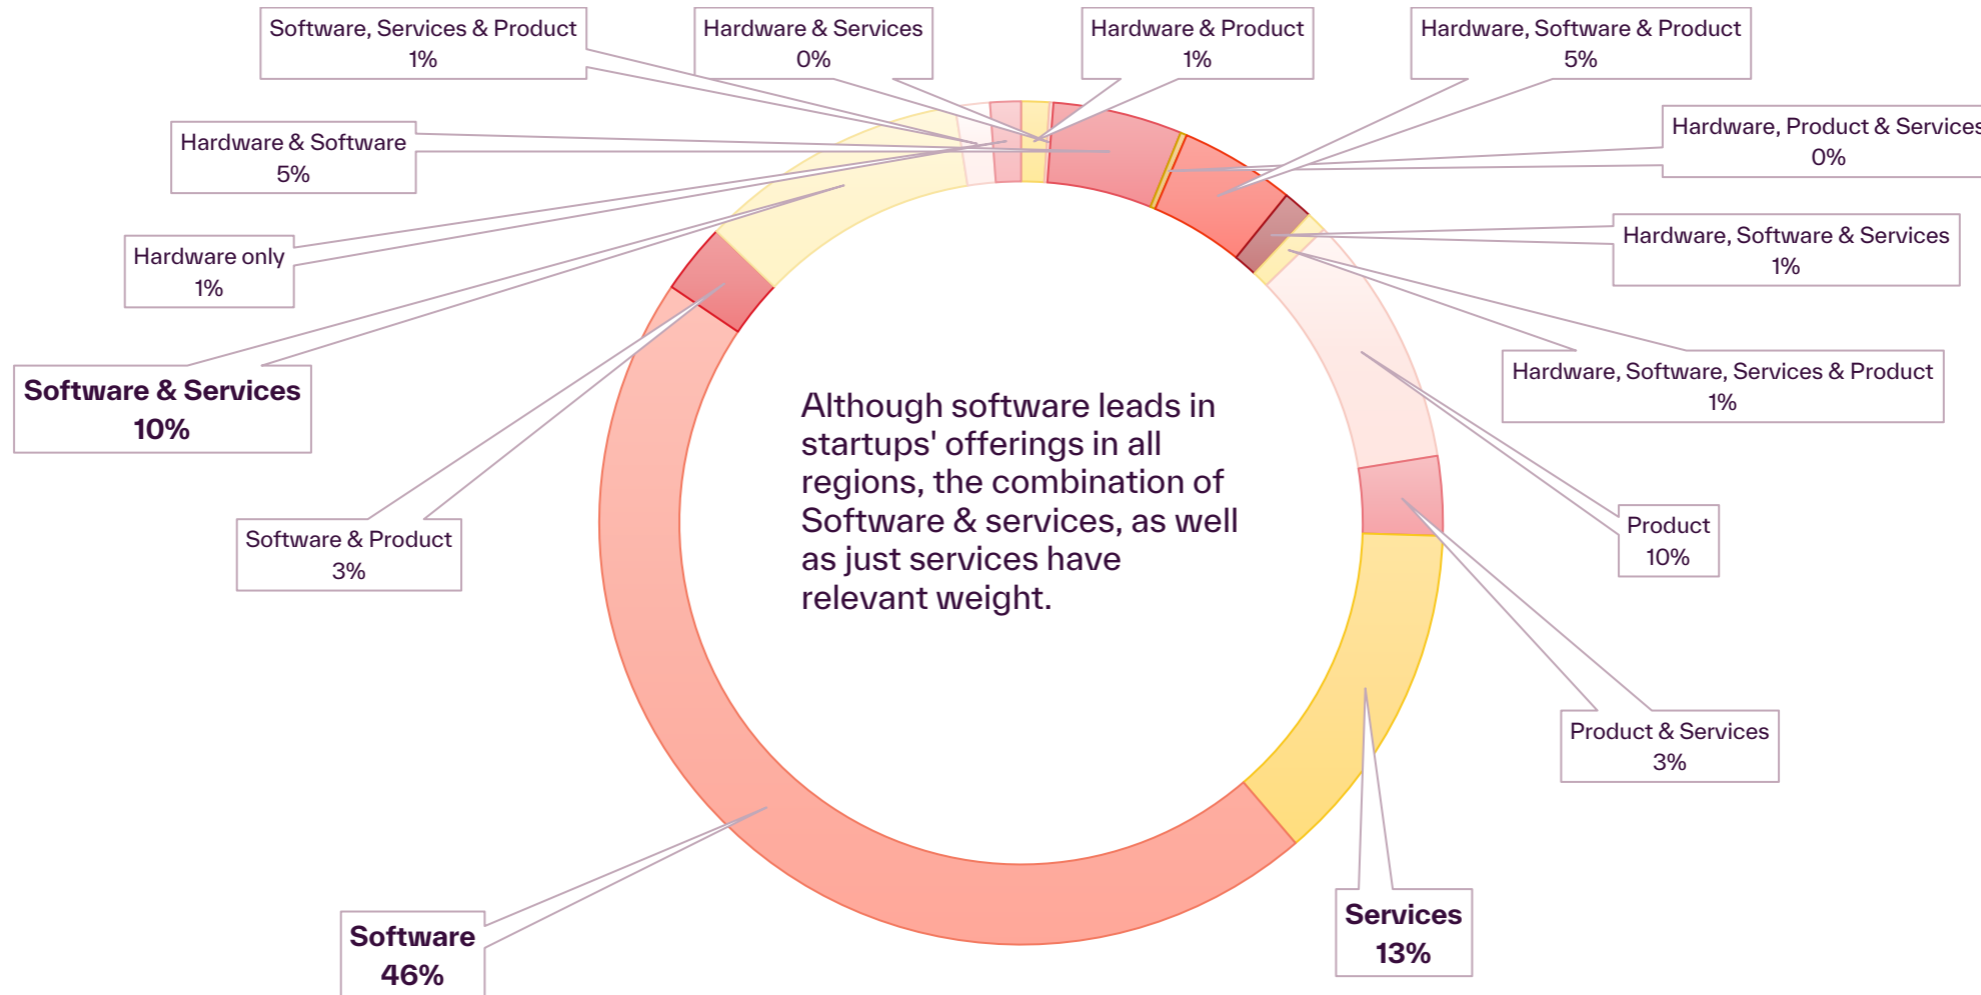 Software, Services & Product
1%
Hardware & Services
0%
Hardware & Product
1%
Hardware, Software & Product
5%
Hardware & Software
5%
Hardware, Product & Services
0%
Hardware only
1%
Hardware, Software & Services
1%
Software & Services
10%
Hardware, Software, Services & Product
1%
Although software leads in
startups' offerings in all
regions, the combination of
Software & services, as well
as just services have
relevant weight.
Software & Product
3%
Product
10%
Product & Services
3%
Software
46%
Services
13%